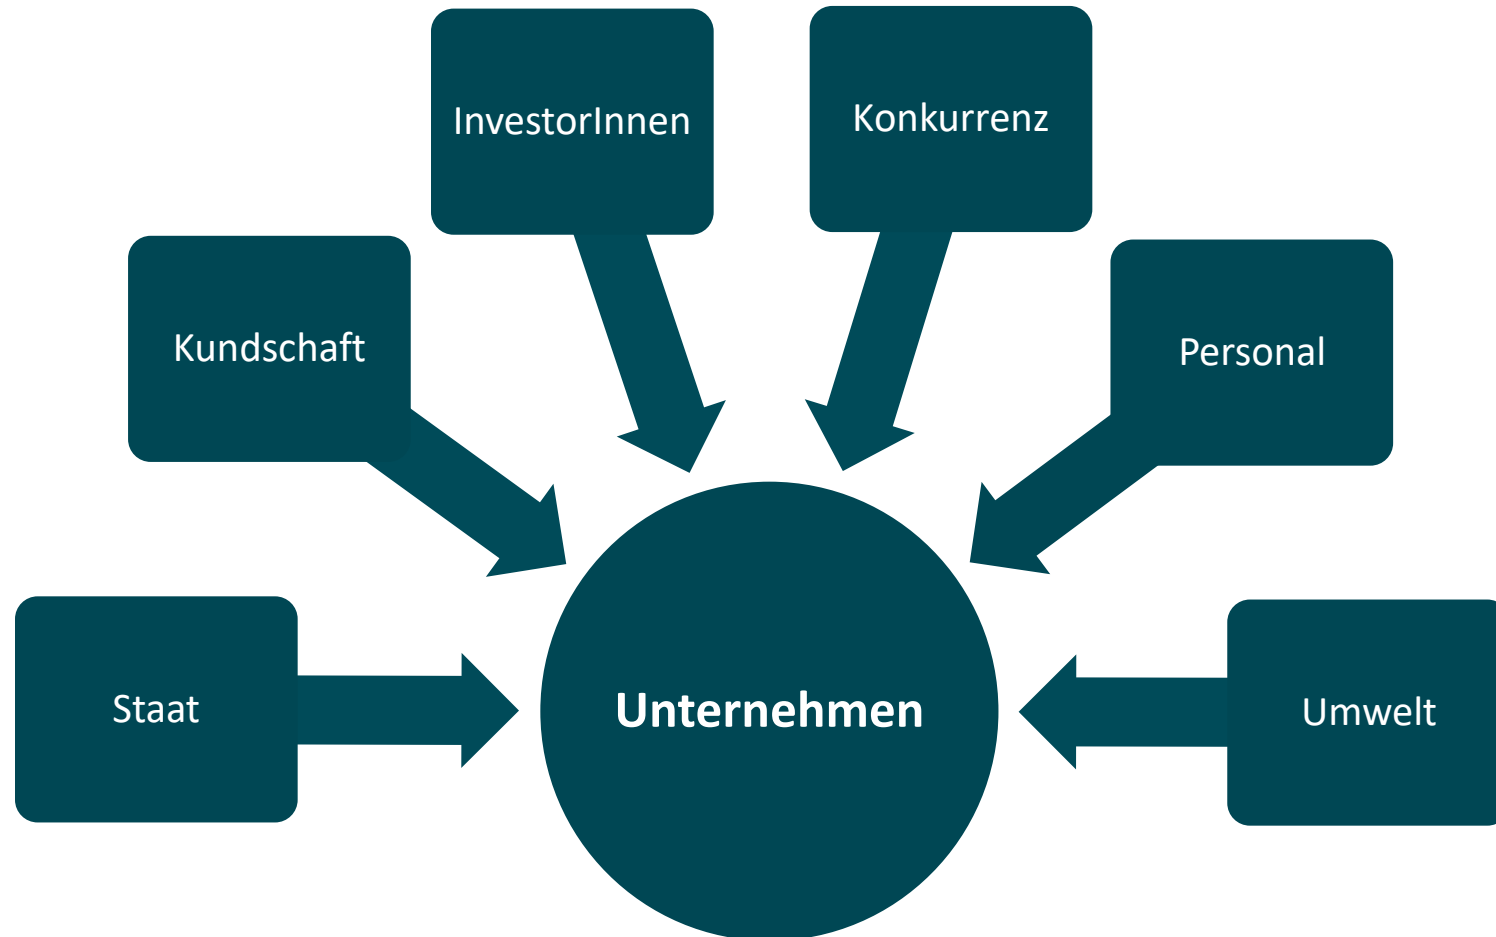 InvestorInnen
Konkurrenz
Kundschaft
Personal
Staat
Unternehmen
Umwelt